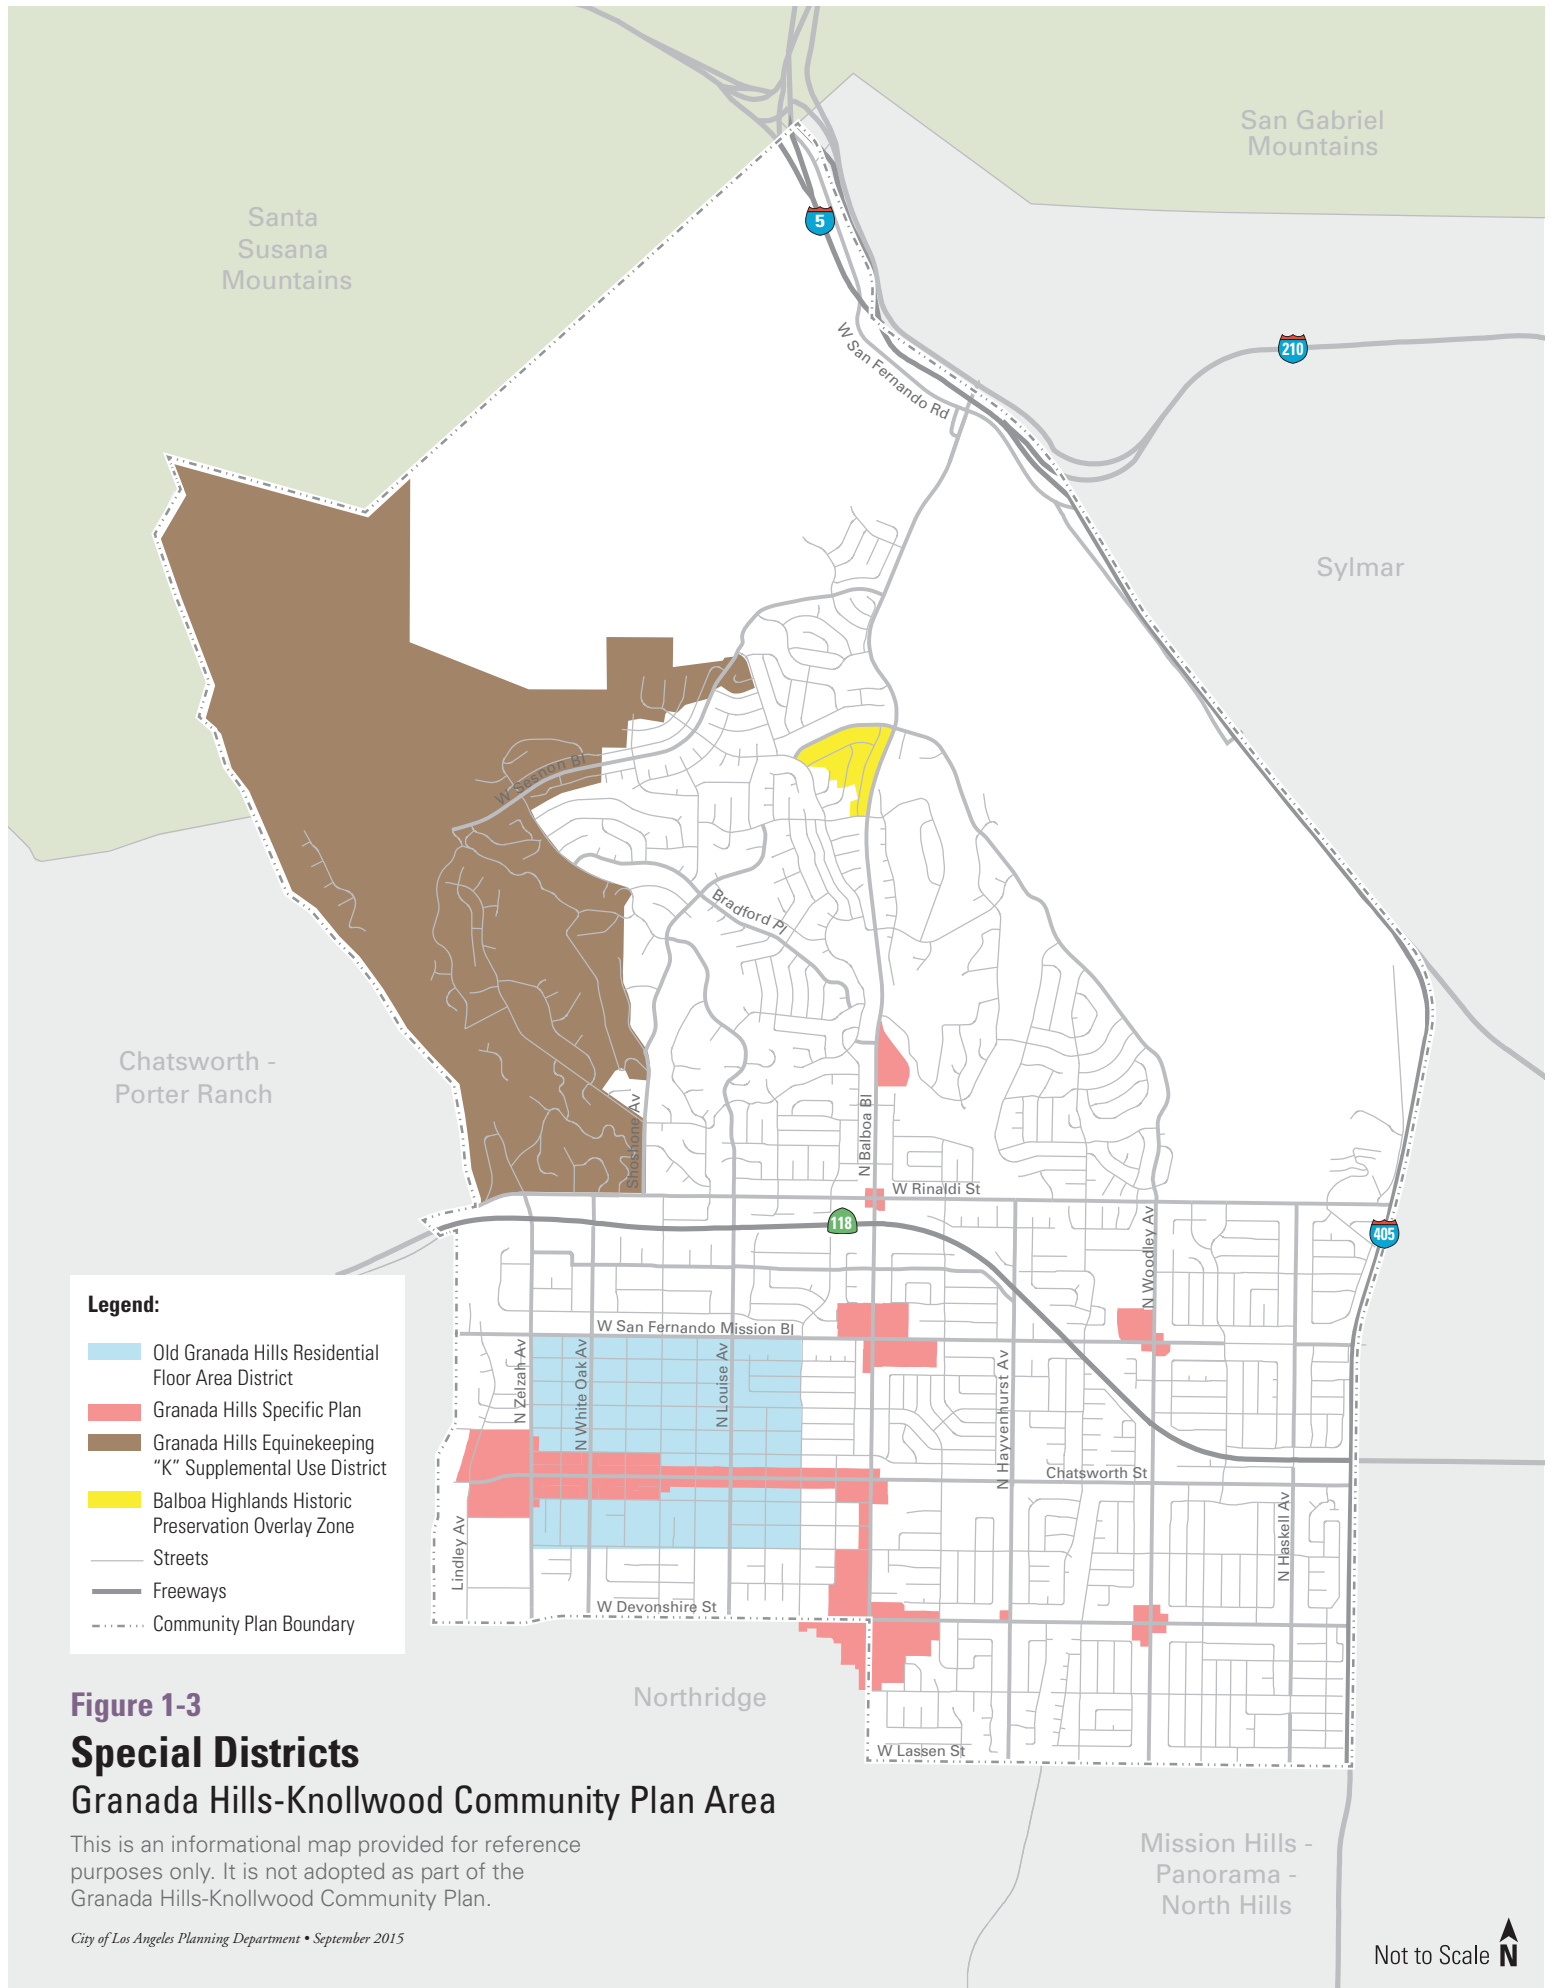 San Gabriel
Mountains
Santa
Susana
Mountains
5
210
W San Fernando Rd
Sylmar
W Sesnon Bl
Bradford Pl
Chatsworth -
Porter Ranch
Shoshone Av
N Balboa Bl
W Rinaldi St
118
405
N Woodley Av
Legend:
Old Granada Hills Residential
Floor Area District
Granada Hills Specific Plan
Granada Hills Equinekeeping
“K” Supplemental Use District
Balboa Highlands Historic
Preservation Overlay Zone
Streets
Freeways
Community Plan Boundary
W San Fernando Mission Bl
N Zelzah Av
N White Oak Av
N Louise Av
N Hayvenhurst Av
Chatsworth St
N Haskell Av
Lindley Av
W Devonshire St
Northridge
W Lassen St
Figure 1-3
Special Districts
Granada Hills-Knollwood Community Plan Area
This is an informational map provided for reference
purposes only. It is not adopted as part of the
Granada Hills-Knollwood Community Plan.
City of Los Angeles Planning Department • September 2015
Mission Hills -
Panorama -
North Hills
Not to Scale N